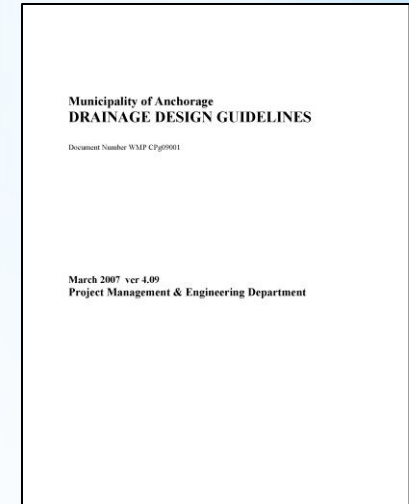 Municipality of Anchorage
DRAINAGE DESIGN GUIDELINES
Document Number WMP CPg09001
March 2007 ver 4.09
Project Management & Engineering Department